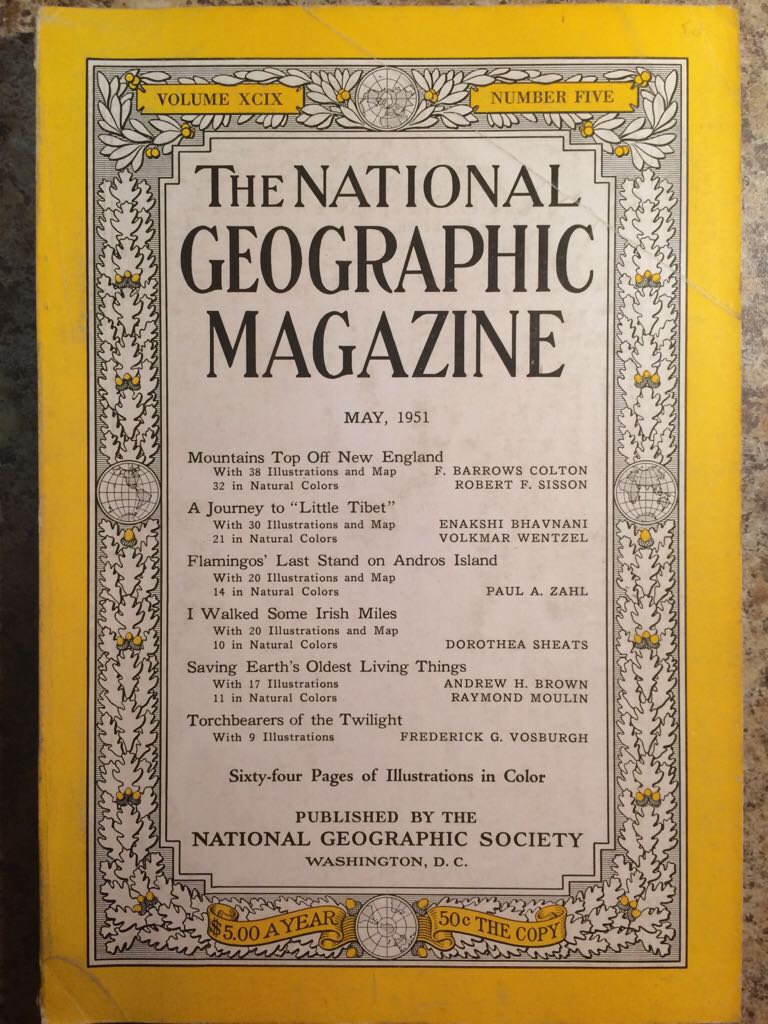 VOLUME XCIX NUMBER FIVE
THE NATIONAL
GEOGRAPHIC
MAGAZINE
MAY, 1951
Mountains Top Off New England
With 38 Illustrations and Map F. BARROWS COLTON
32 in Natural Colors ROBERT F. SISSON
A Journey to "Little Tibet"
With 30 Illustrations and Map ENAKSHI BHAVNANI
21 in Natural Colors VOLKMAR WENTZEL
Flamingos' Last Stand on Andros Island
With 20 Illustrations and Map
14 in Natural Colors PAUL A. ZAHL
I Walked Some Irish Miles
With 20 Illustrations and Map
10 in Natural Colors DOROTHEA SHEATS
Saving Earth's Oldest Living Things
With 17 Illustrations ANDREW H. BROWN
11 in Natural Colors RAYMOND MOULIN
Torchbearers of the Twilight
With 9 Illustrations FREDERICK G. VOSBURGH
Sixty-four Pages of Illustrations in Color
PUBLISHED BY THE
NATIONAL GEOGRAPHIC SOCIETY
WASHINGTON, D. C.
$5.00 A YEAR 50c THE COPY